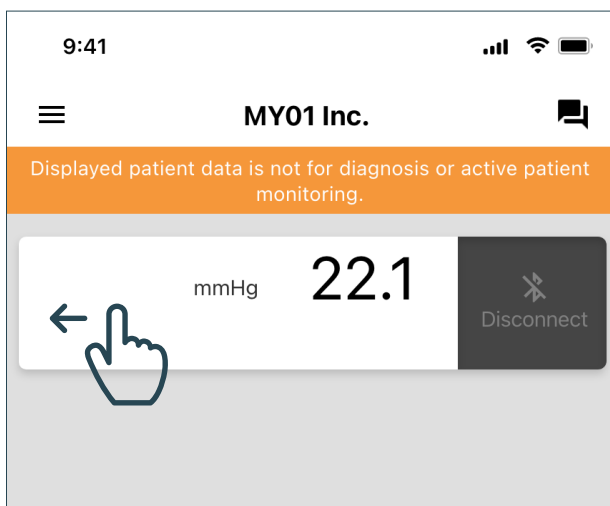 9:41
MY01 Inc.
Displayed patient data is not for diagnosis or active patient
monitoring.
mmHg 22.1
Disconnect